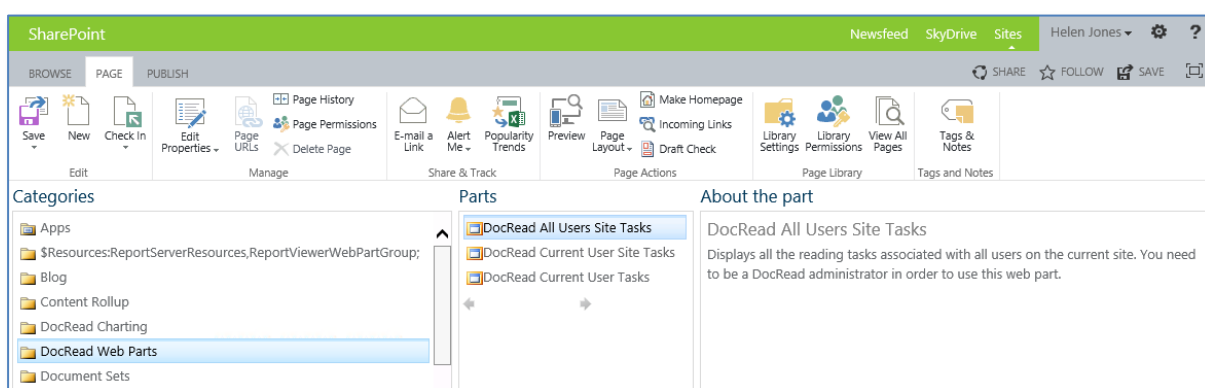 SharePoint
Newsfeed SkyDrive Sites Helen Jones ?
BROWSE PAGE PUBLISH
SHARE FOLLOW SAVE
Save
New
Check In
Edit
Edit
Properties
Page
URLs
Page History
Page Permissions
Delete Page
Manage
E-mail a
Link
Alert
Me
Popularity
Trends
Share & Track
Preview
Page
Layout
Make Homepage
Incoming Links
Draft Check
Page Actions
Library
Settings
Library
Permissions
View All
Pages
Page Library
Tags &
Notes
Tags and Notes
Categories
Apps
$Resources:ReportServerResources,ReportViewerWebPartGroup;
Blog
Content Rollup
DocRead Charting
DocRead Web Parts
Document Sets
Parts
DocRead All Users Site Tasks
DocRead Current User Site Tasks
DocRead Current User Tasks
About the part
DocRead All Users Site Tasks
Displays all the reading tasks associated with all users on the current site. You need
to be a DocRead administrator in order to use this web part.